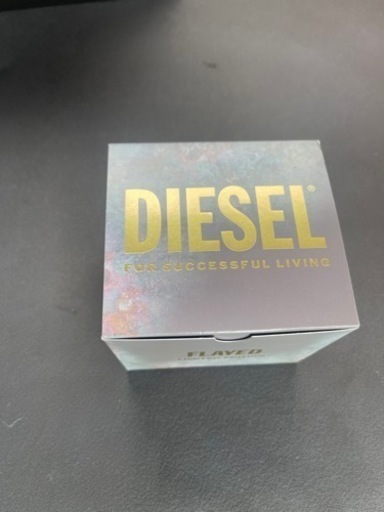 DIESEL®
FOR SUCCESSFUL LIVING
FLAYED